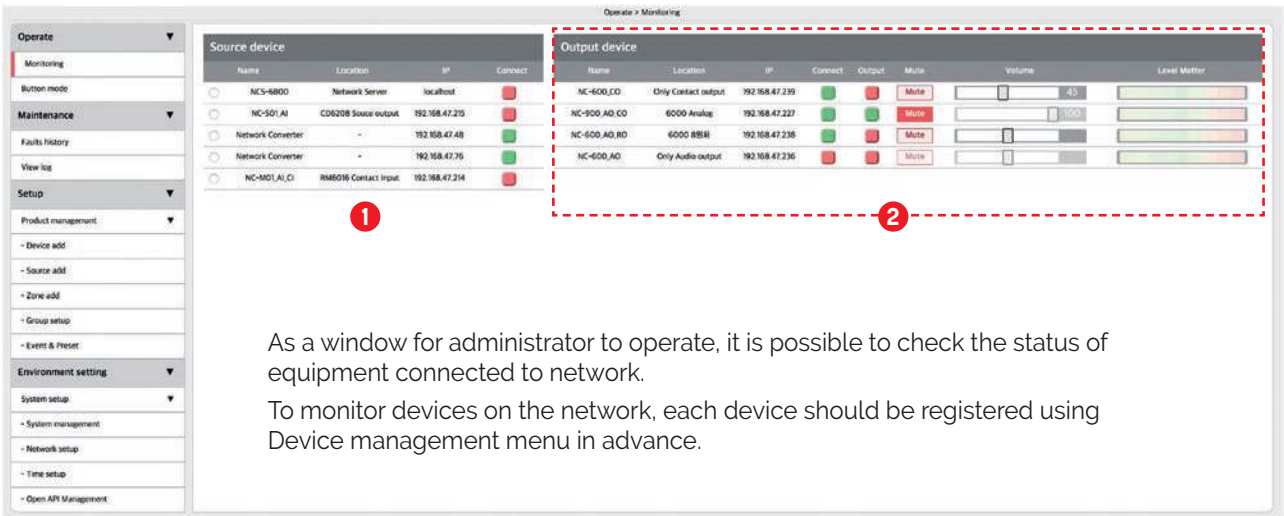 Operate > Monitoring
Operate ▼
Monitoring
Button mode
Maintenance ▼
Faults history
View log
Setup ▼
Product management ▼
- Device add
- Source add
- Zone add
- Group setup
- Event & Preset
Environment setting ▼
System setup ▼
- System management
- Network setup
- Time setup
- Open API Management
Source device
Name Location IP Connect
NCS-6800 Network Server localhost
NC-S01_AI CD6208 Souce output 192.168.47.215
Network Converter - 192.168.47.48
Network Converter - 192.168.47.76
NC-M01_AI_CI RM6016 Contact Input 192.168.47.214
1
Output device
Name Location IP Connect Output Mute Volume Level Metter
NC-600_CO Only Contact output 192.168.47.239 Mute 45
NC-900_AO_CO 6000 Analog 192.168.47.227 Mute 100
NC-600_AO_RO 192.168.47.238 Mute
NC-600_AO Only Audio output 192.168.47.236 Mute
2
As a window for administrator to operate, it is possible to check the status of
equipment connected to network.
To monitor devices on the network, each device should be registered using
Device management menu in advance.